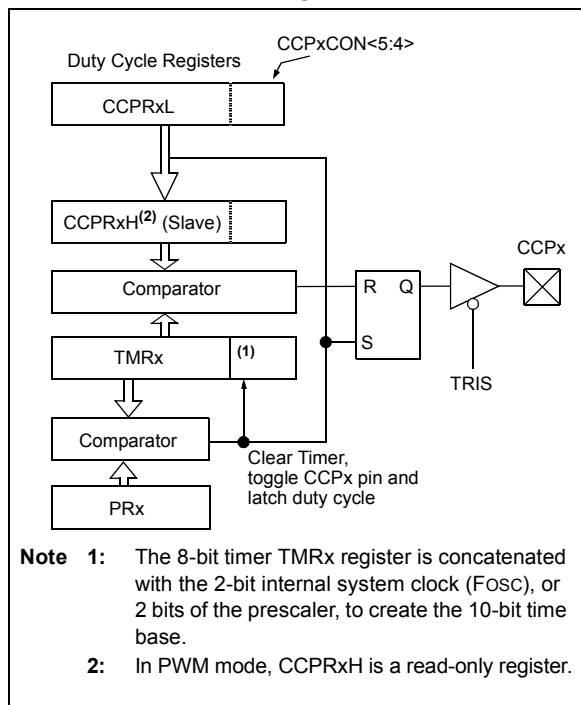 CCPxCON<5:4>
Duty Cycle Registers
CCPRxL
CCPRxH(2) (Slave)
CCPx
Comparator
R Q
S
TMRx
(1)
TRIS
Comparator
Clear Timer,
toggle CCPx pin and
latch duty cycle
PRx
Note 1: The 8-bit timer TMRx register is concatenated
with the 2-bit internal system clock (FOSC), or
2 bits of the prescaler, to create the 10-bit time
base.
2: In PWM mode, CCPRxH is a read-only register.